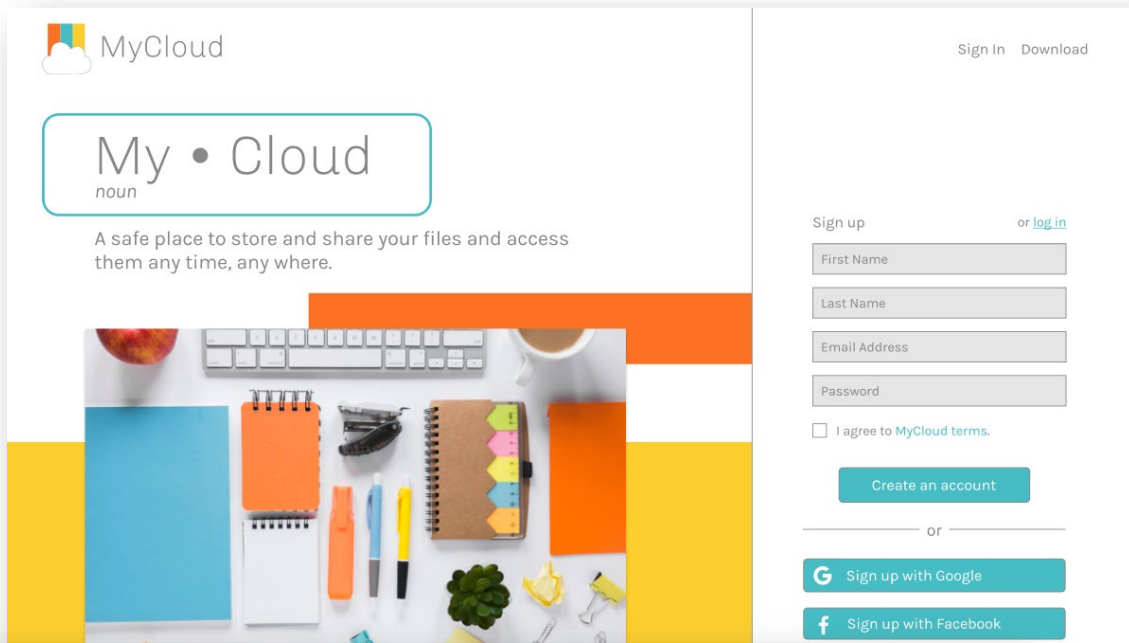 MyCloud
Sign In Download
My • Cloud
noun
A safe place to store and share your files and access
them any time, any where.
Sign up or log in
First Name
Last Name
Email Address
Password
I agree to MyCloud terms.
Create an account
or
G Sign up with Google
f Sign up with Facebook